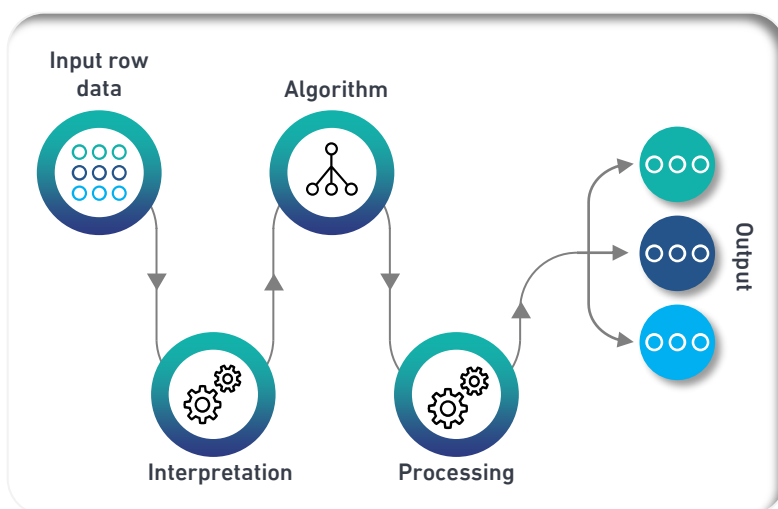 Input row
data
Algorithm
Output
Interpretation
Processing